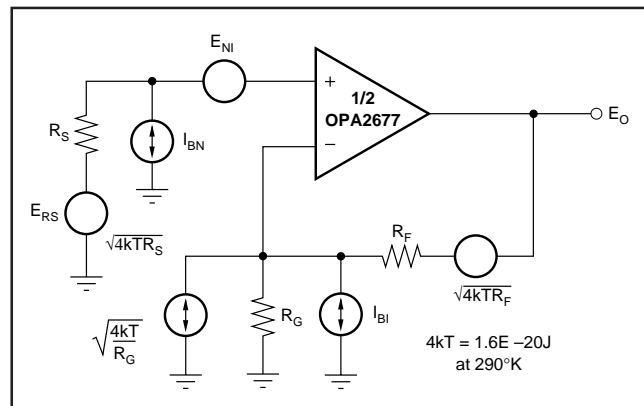 E_NI
+
1/2
OPA2677
−
E_O
R_S
I_BN
E_RS
√4kTR_S
R_F
√4kTR_F
√4kT/R_G
R_G
I_BI
4kT = 1.6E –20J
at 290°K